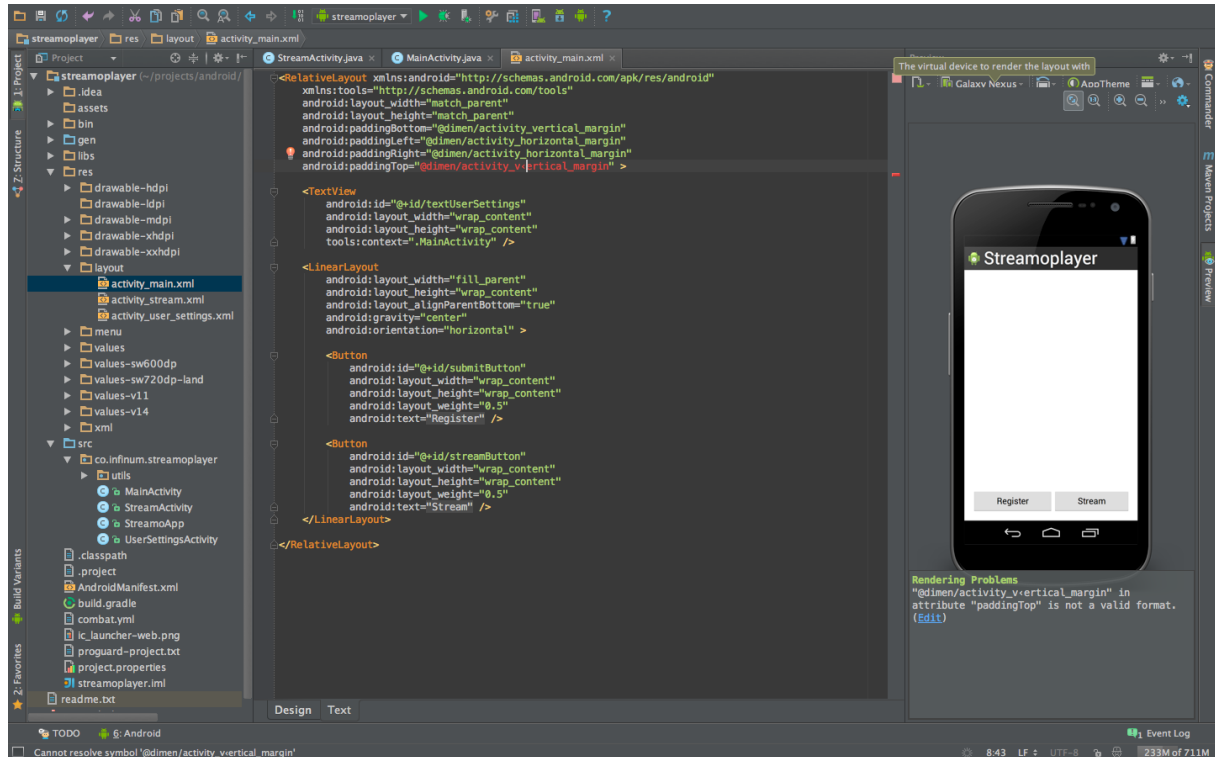 streamoplayer
streamoplayer res layout activity_main.xml
Project
StreamActivity.java
MainActivity.java
activity_main.xml
The virtual device to render the layout with
Galaxy Nexus
AppTheme
1: Project
Z: Structure
Build Variants
2: Favorites
streamoplayer (~/projects/android/
.idea
assets
bin
gen
libs
res
drawable-hdpi
drawable-ldpi
drawable-mdpi
drawable-xhdpi
drawable-xxhdpi
layout
activity_main.xml
activity_stream.xml
activity_user_settings.xml
menu
values
values-sw600dp
values-sw720dp-land
values-v11
values-v14
xml
src
co.infinum.streamoplayer
utils
MainActivity
StreamActivity
StreamoApp
UserSettingsActivity
.classpath
.project
AndroidManifest.xml
build.gradle
combat.yml
ic_launcher-web.png
proguard-project.txt
project.properties
streamoplayer.iml
readme.txt
<RelativeLayout xmlns:android="http://schemas.android.com/apk/res/android"
xmlns:tools="http://schemas.android.com/tools"
android:layout_width="match_parent"
android:layout_height="match_parent"
android:paddingBottom="@dimen/activity_vertical_margin"
android:paddingLeft="@dimen/activity_horizontal_margin"
android:paddingRight="@dimen/activity_horizontal_margin"
android:paddingTop="@dimen/activity_v‹ertical_margin" >
<TextView
android:id="@+id/textUserSettings"
android:layout_width="wrap_content"
android:layout_height="wrap_content"
tools:context=".MainActivity" />
<LinearLayout
android:layout_width="fill_parent"
android:layout_height="wrap_content"
android:layout_alignParentBottom="true"
android:gravity="center"
android:orientation="horizontal" >
<Button
android:id="@+id/submitButton"
android:layout_width="wrap_content"
android:layout_height="wrap_content"
android:layout_weight="0.5"
android:text="Register" />
<Button
android:id="@+id/streamButton"
android:layout_width="wrap_content"
android:layout_height="wrap_content"
android:layout_weight="0.5"
android:text="Stream" />
</LinearLayout>
</RelativeLayout>
Design Text
Streamoplayer
Register Stream
Rendering Problems
"@dimen/activity_v‹ertical_margin" in
attribute "paddingTop" is not a valid format.
(Edit)
Commander
Maven Projects
Preview
TODO 6: Android
1 Event Log
Cannot resolve symbol '@dimen/activity_v‹ertical_margin'
8:43 LF UTF-8 233M of 711M